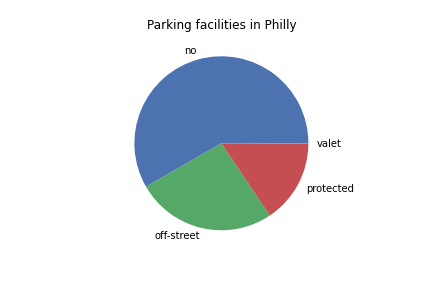 Parking facilities in Philly
no
valet
protected
off-street